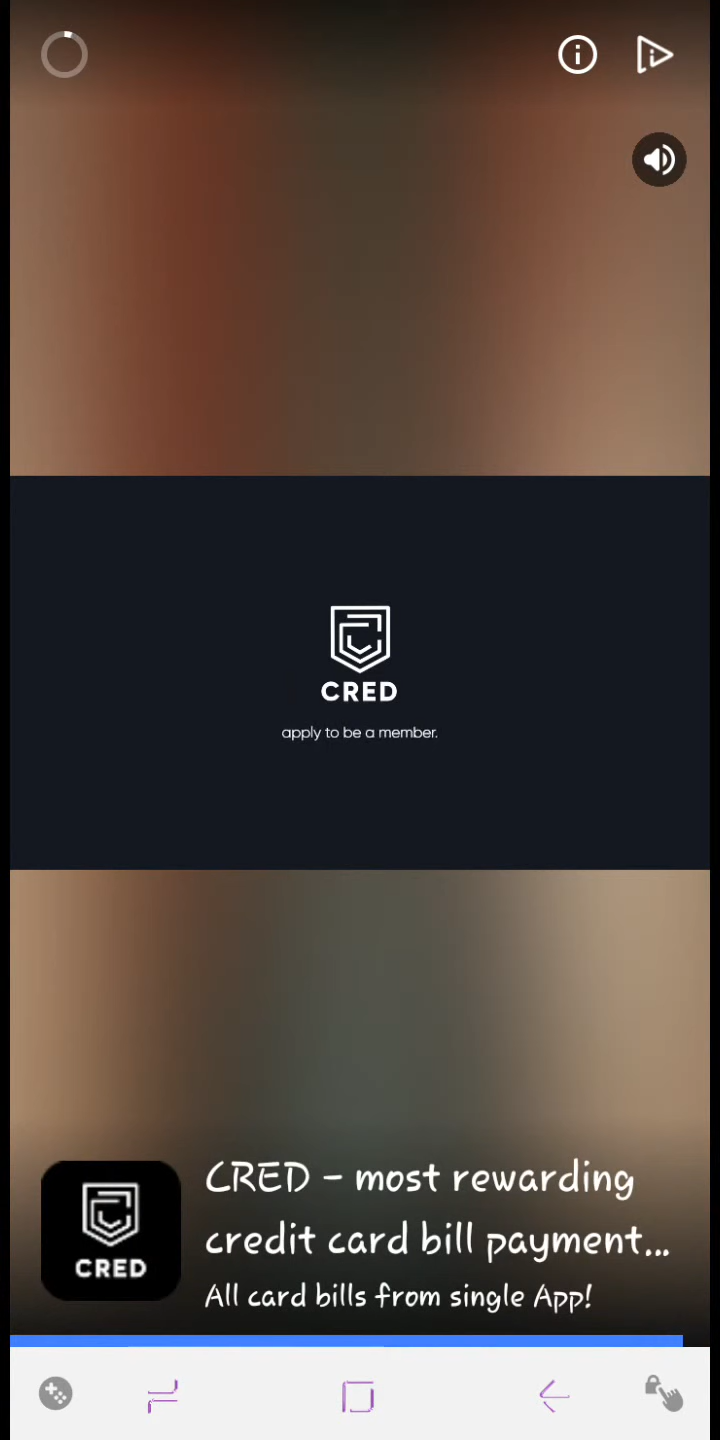 CRED
apply to be a member.
CRED - most rewarding
credit card bill payment...
CRED
All card bills from single App!